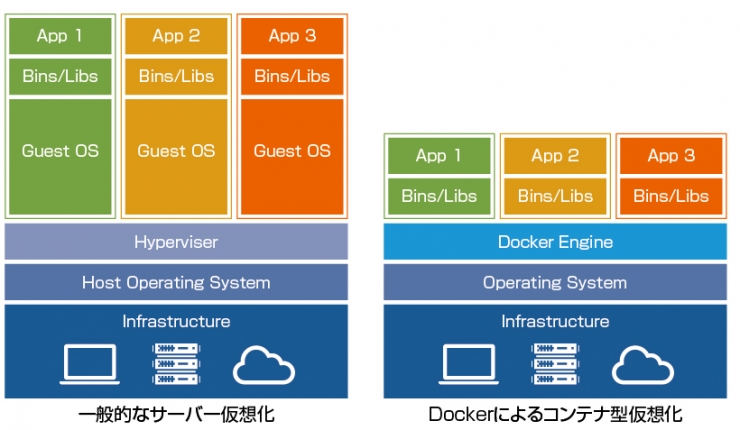 App 1
App 2
App 3
Bins/Libs
Bins/Libs
Bins/Libs
Guest OS
Guest OS
Guest OS
Hyperviser
Host Operating System
Infrastructure
一般的なサーバー仮想化
App 1
App 2
App 3
Bins/Libs
Bins/Libs
Bins/Libs
Docker Engine
Operating System
Infrastructure
Dockerによるコンテナ型仮想化